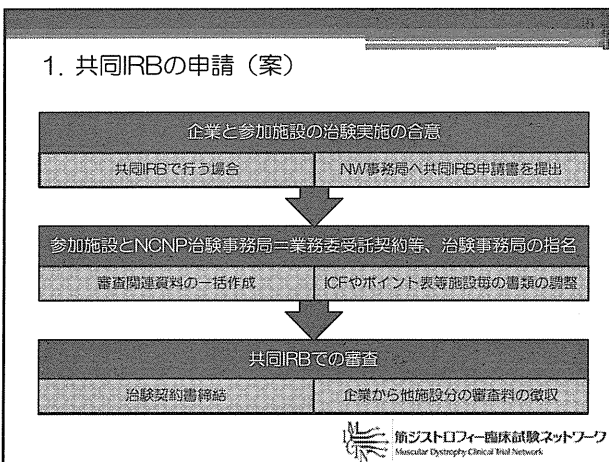 1. 共同IRBの申請（案）
企業と参加施設の治験実施の合意
共同IRBで行う場合
NW事務局へ共同IRB申請書を提出
参加施設とNCNP治験事務局＝業務委受託契約等、治験事務局の指名
審査関連資料の一括作成
ICFやポイント表等施設毎の書類の調整
共同IRBでの審査
治験契約書締結
企業から他施設分の審査料の徴収
筋ジストロフィー臨床試験ネットワーク
Muscular Dystrophy Clinical Trial Network